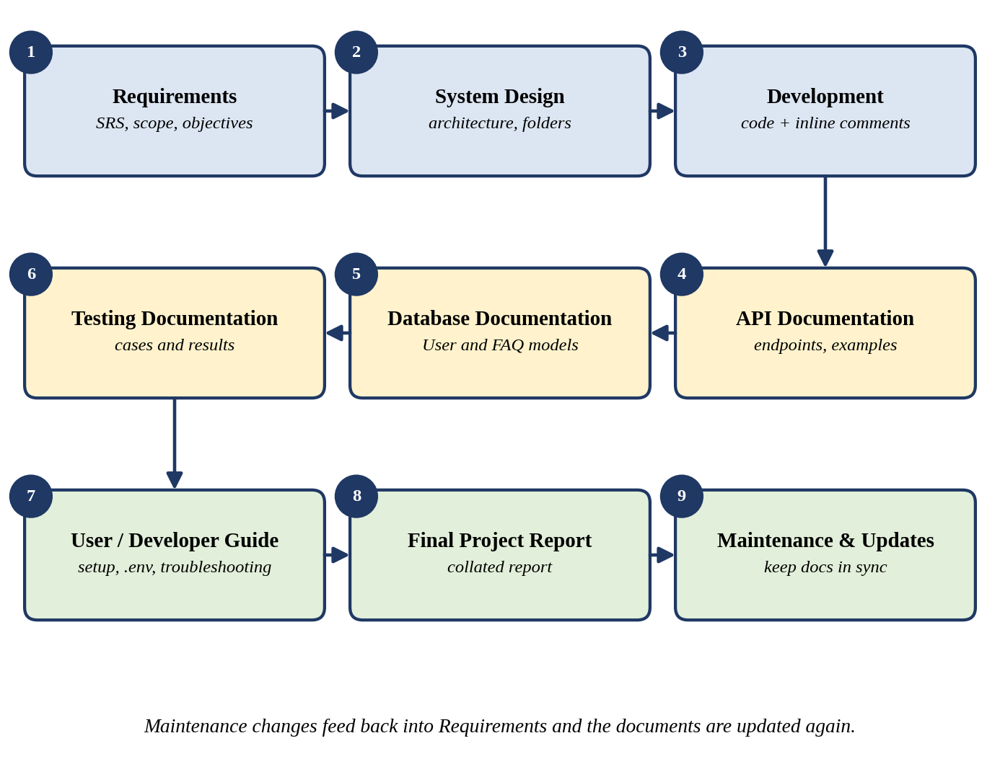 1
Requirements
SRS, scope, objectives
2
System Design
architecture, folders
3
Development
code + inline comments
4
API Documentation
endpoints, examples
5
Database Documentation
User and FAQ models
6
Testing Documentation
cases and results
7
User / Developer Guide
setup, .env, troubleshooting
8
Final Project Report
collated report
9
Maintenance & Updates
keep docs in sync
Maintenance changes feed back into Requirements and the documents are updated again.